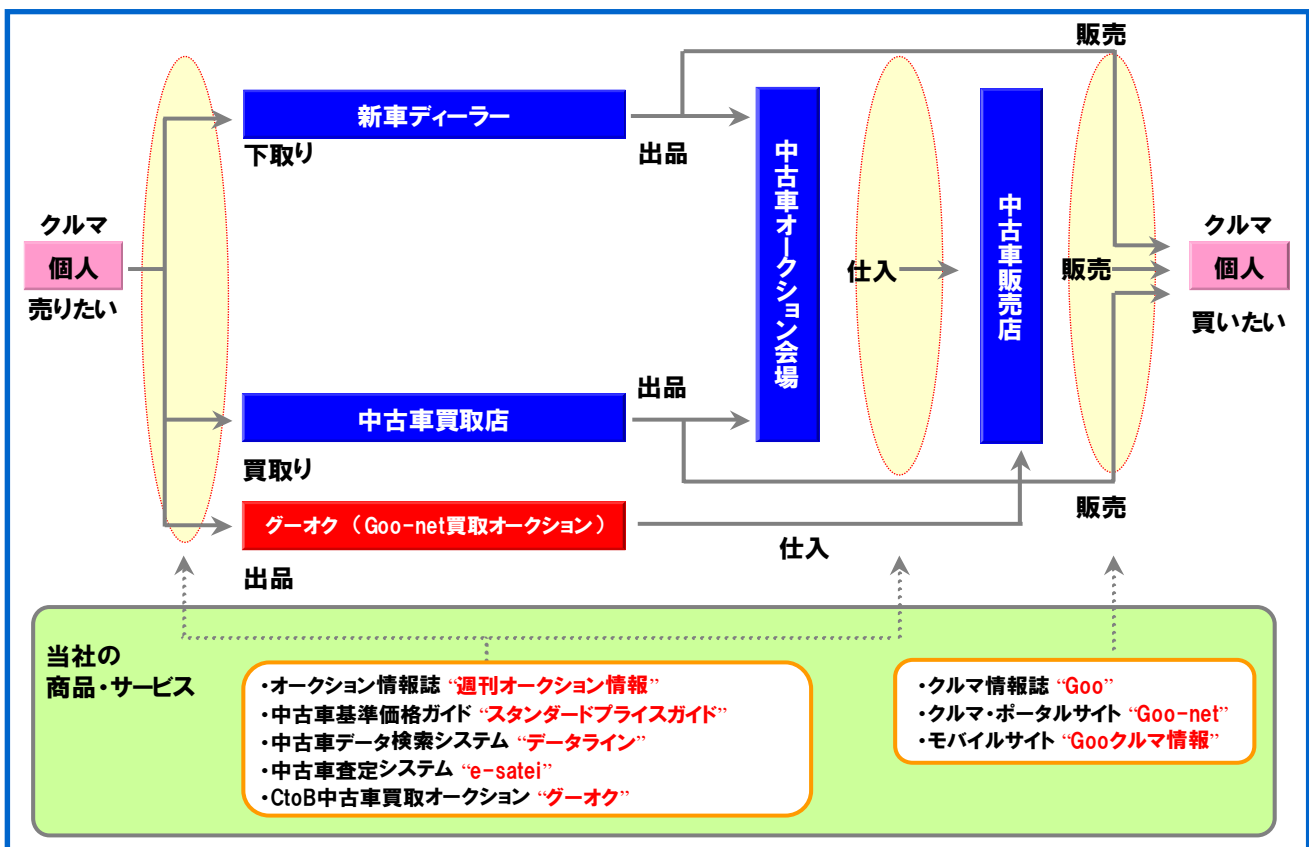 販売
新車ディーラー
下取り
出品
クルマ
個人
売りたい
中古車オークション会場
仕入
中古車販売店
販売
クルマ
個人
買いたい
出品
中古車買取店
買取り
販売
グーオク（Goo-net買取オークション）
仕入
出品
当社の
商品・サービス
・オークション情報誌 “週刊オークション情報”
・中古車基準価格ガイド “スタンダードプライスガイド”
・中古車データ検索システム “データライン”
・中古車査定システム “e-satei”
・CtoB中古車買取オークション “グーオク”
・クルマ情報誌 “Goo”
・クルマ・ポータルサイト “Goo-net”
・モバイルサイト “Gooクルマ情報”